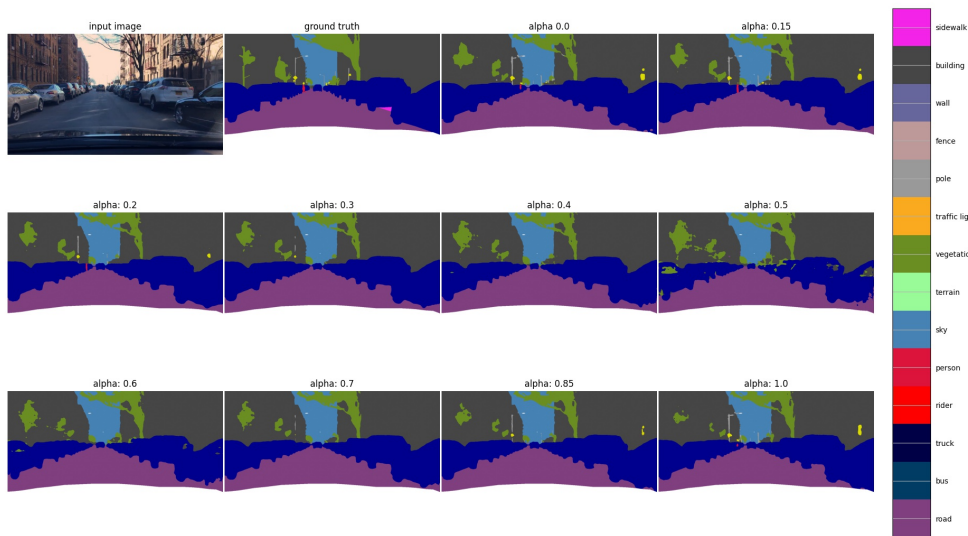 input image
ground truth
alpha 0.0
alpha: 0.15
alpha: 0.2
alpha: 0.3
alpha: 0.4
alpha: 0.5
alpha: 0.6
alpha: 0.7
alpha: 0.85
alpha: 1.0
sidewalk
building
wall
fence
pole
traffic lig
vegetatic
terrain
sky
person
rider
truck
bus
road